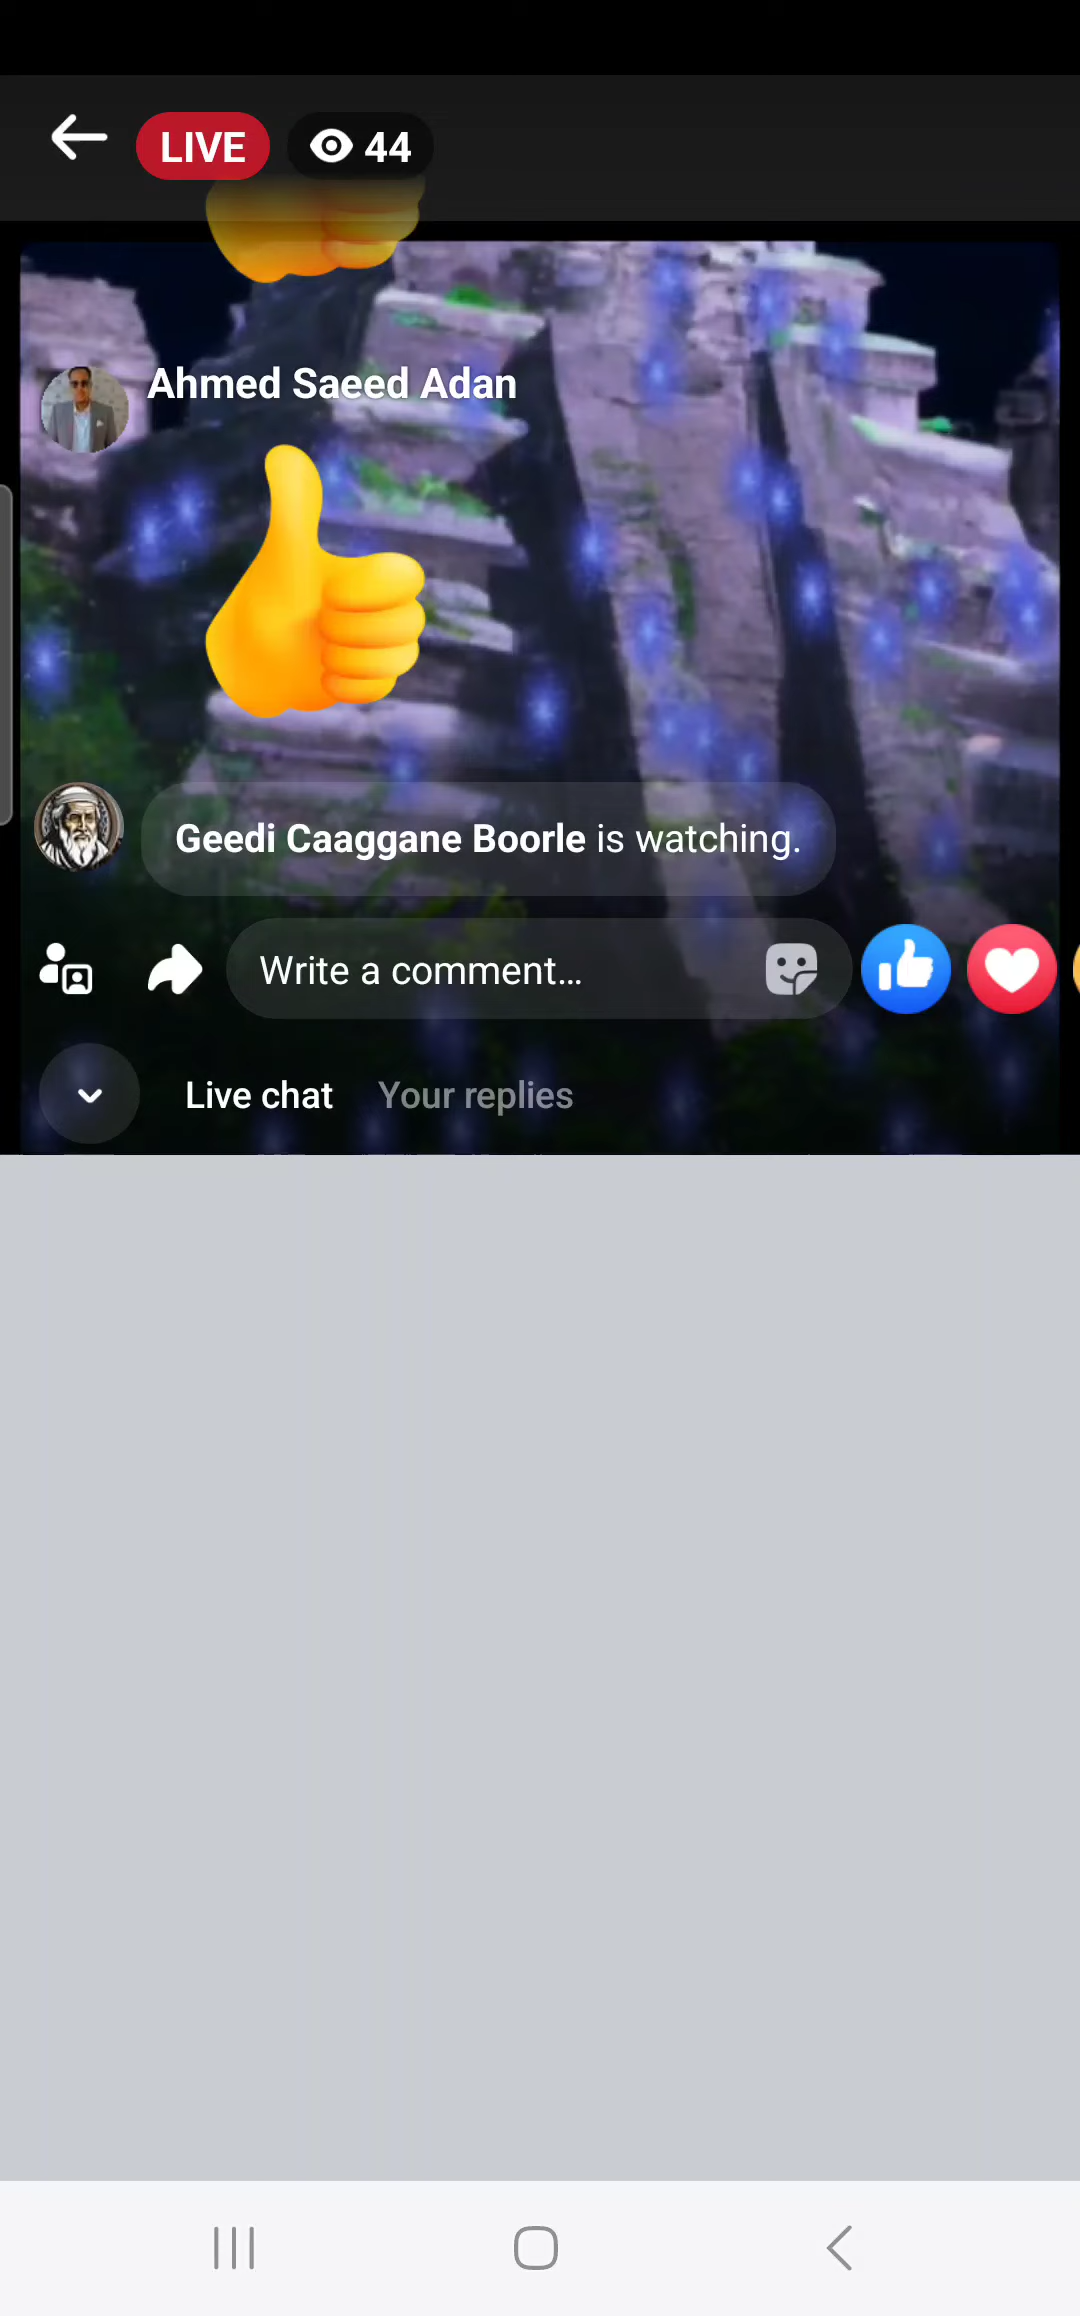 LIVE
44
Ahmed Saeed Adan
Geedi Caaggane Boorle is watching.
Write a comment...
Live chat
Your replies